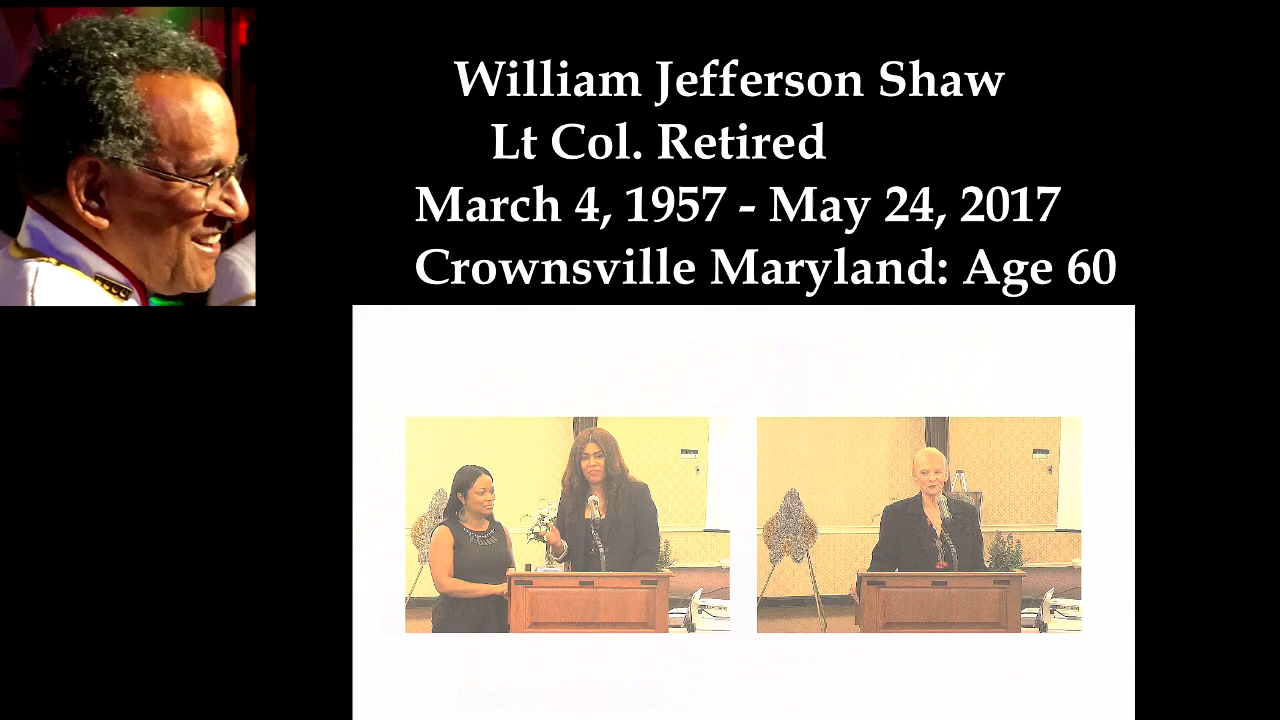 William Jefferson Shaw
Lt Col. Retired
March 4, 1957 - May 24, 2017
Crownsville Maryland: Age 60